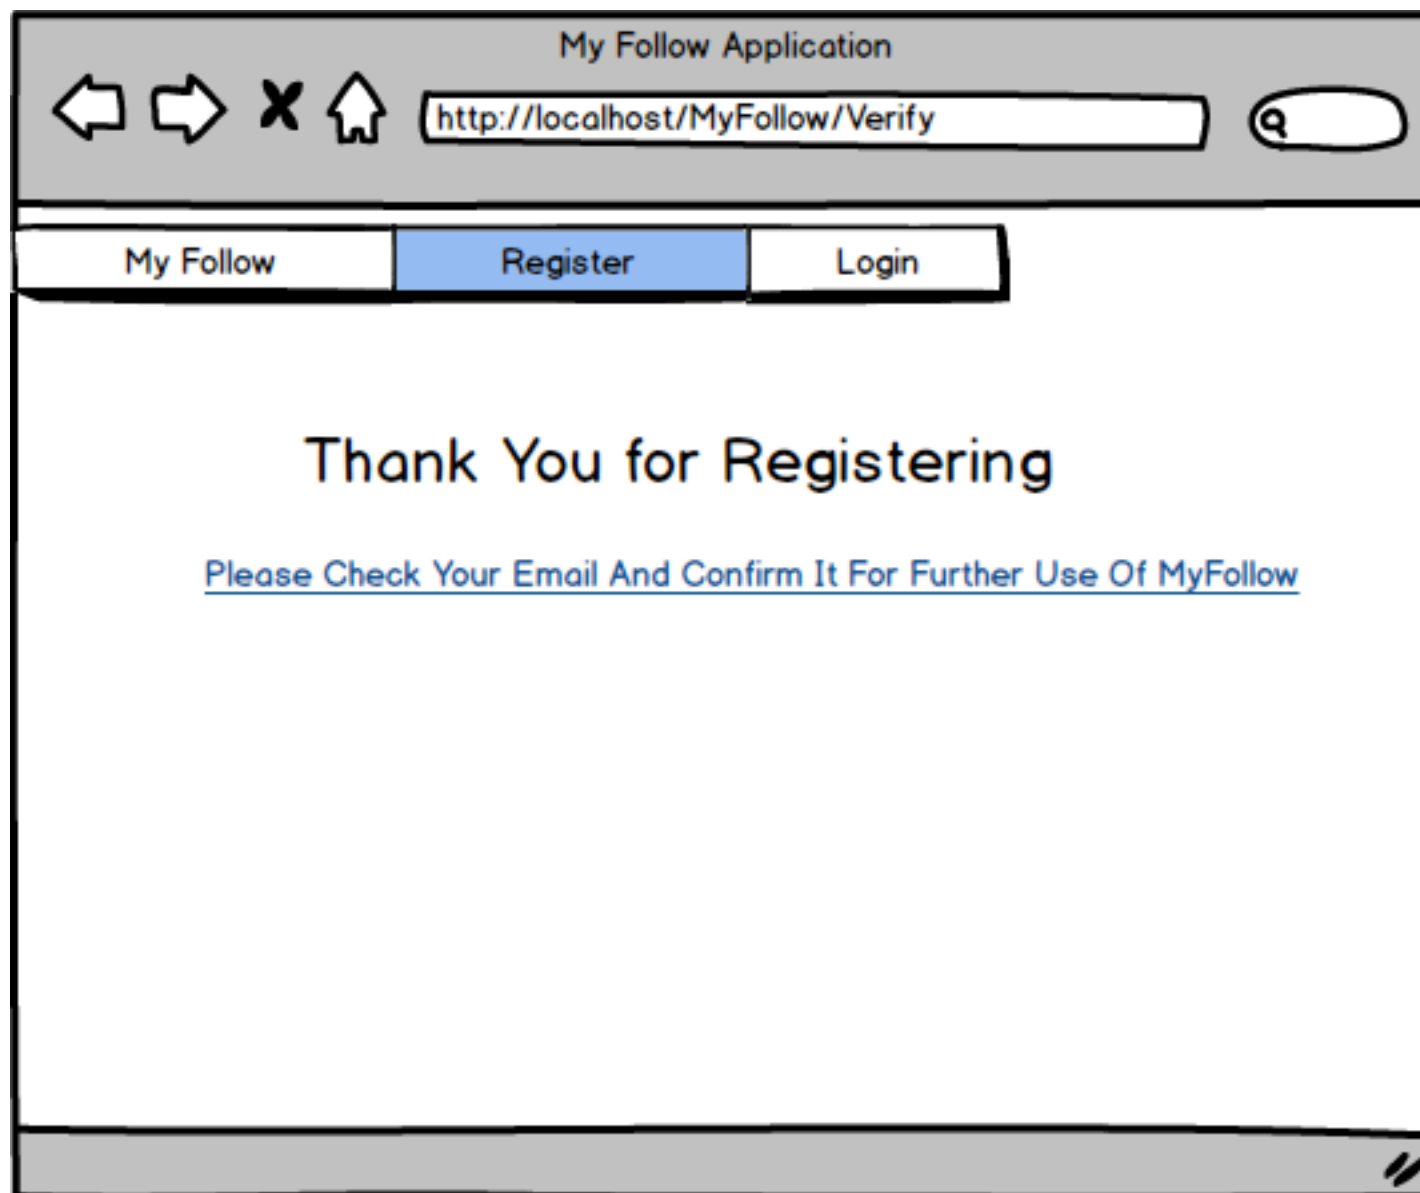 My Follow Application
http://localhost/MyFollow/Verify
My Follow Register Login
Thank You for Registering
Please Check Your Email And Confirm It For Further Use Of MyFollow